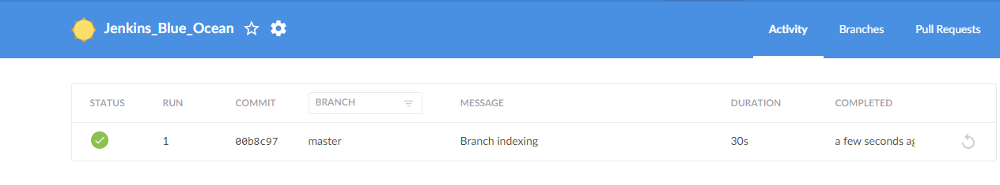 Jenkins_Blue_Ocean Activity Branches Pull Requests
STATUS RUN COMMIT BRANCH MESSAGE DURATION COMPLETED
1 00b8c97 master Branch indexing 30s a few seconds ag